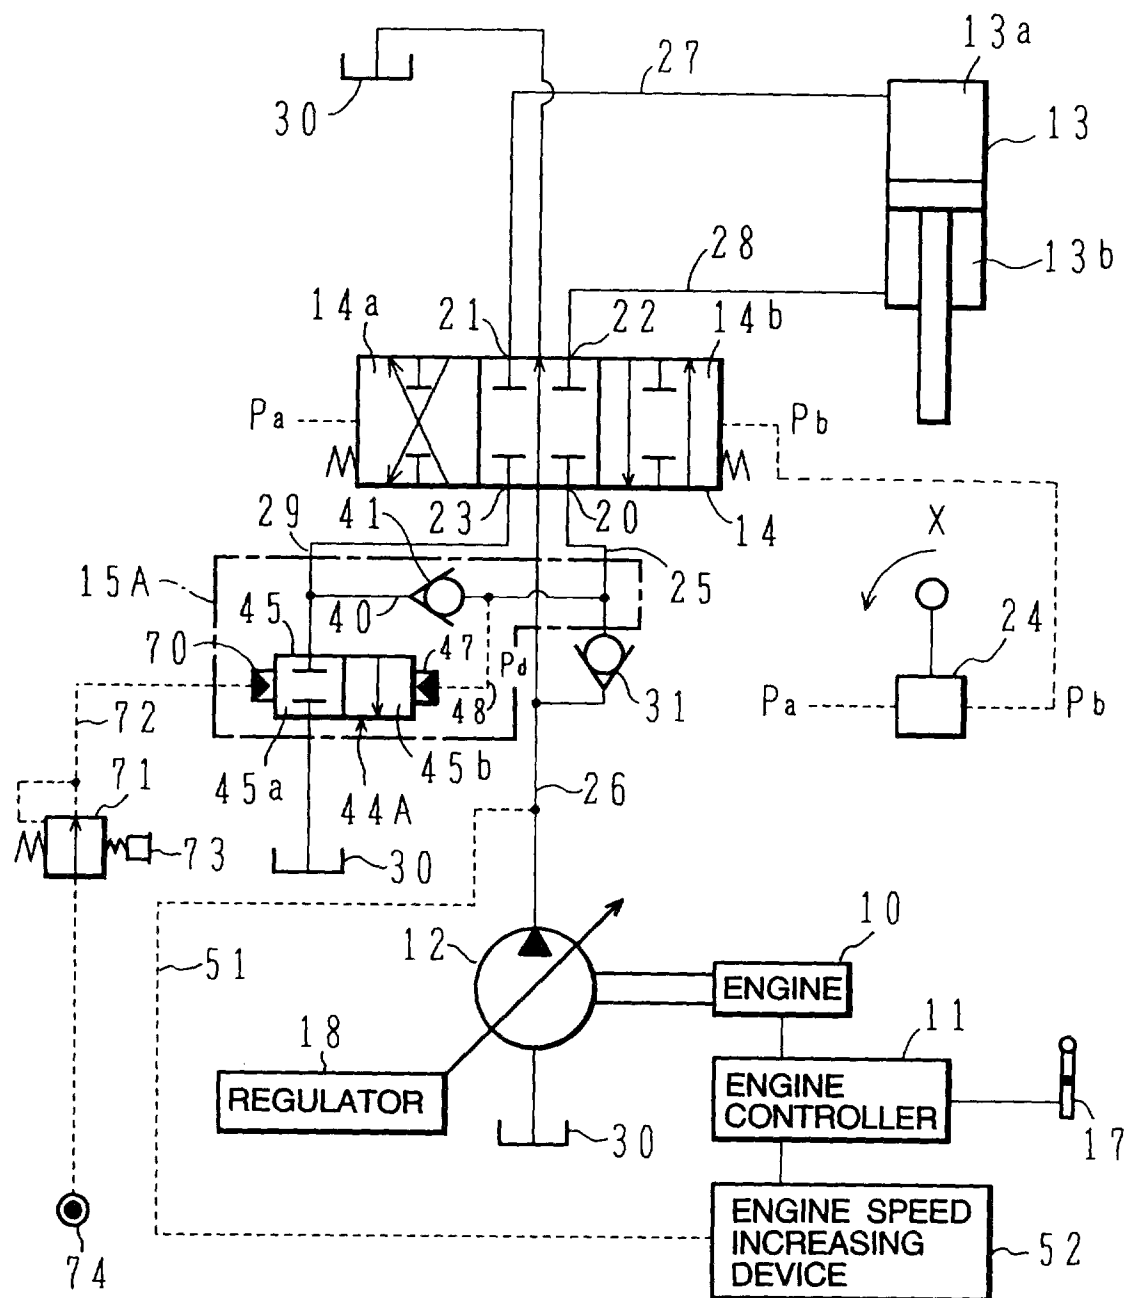 13a
27
30
13
28
13b
14a
21
22
14b
Pa
Pb
29
41
23
20
14
X
15A
45
40
25
24
70
47
Pd
48
31
Pa
Pb
72
71
45a
44A
45b
26
73
30
12
10
51
ENGINE
18
11
REGULATOR
ENGINE
CONTROLLER
30
17
ENGINE SPEED
INCREASING
DEVICE
52
74